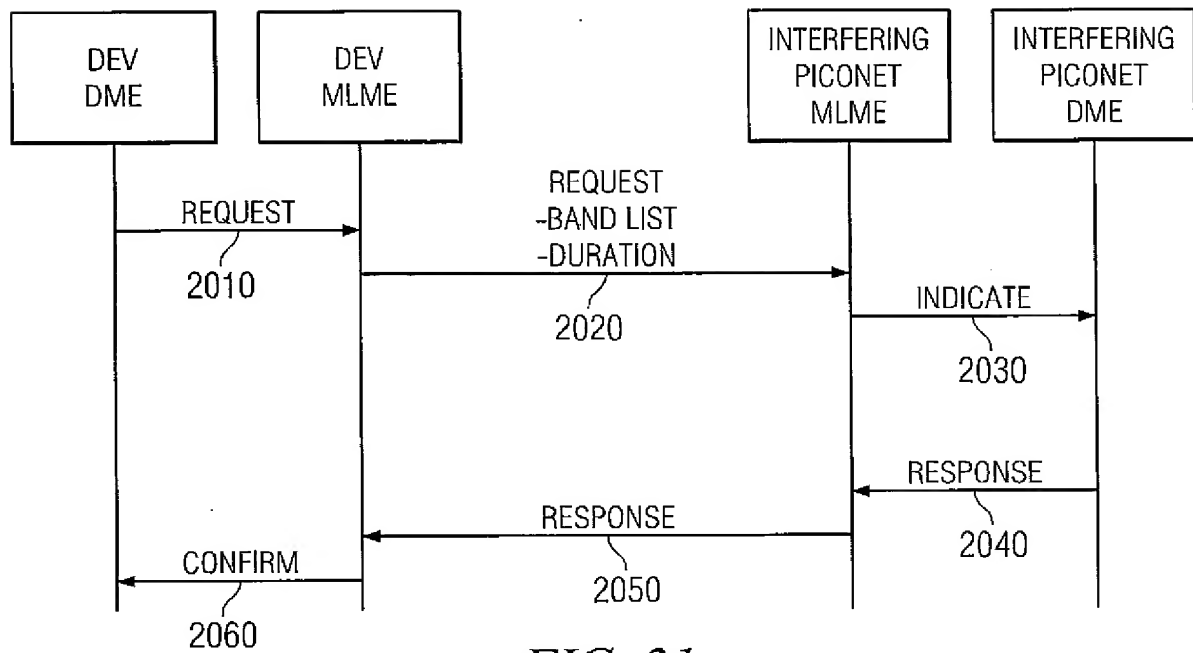 DEV
DME
DEV
MLME
INTERFERING
PICONET
MLME
INTERFERING
PICONET
DME
REQUEST
2010
REQUEST
-BAND LIST
-DURATION
2020
INDICATE
2030
RESPONSE
2040
RESPONSE
2050
CONFIRM
2060